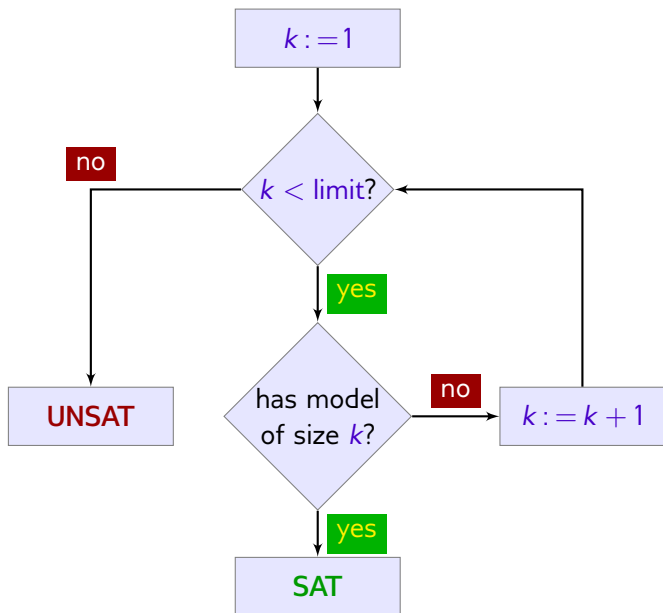 k := 1
no
k < limit?
yes
UNSAT
has model
of size k?
no
k := k + 1
yes
SAT